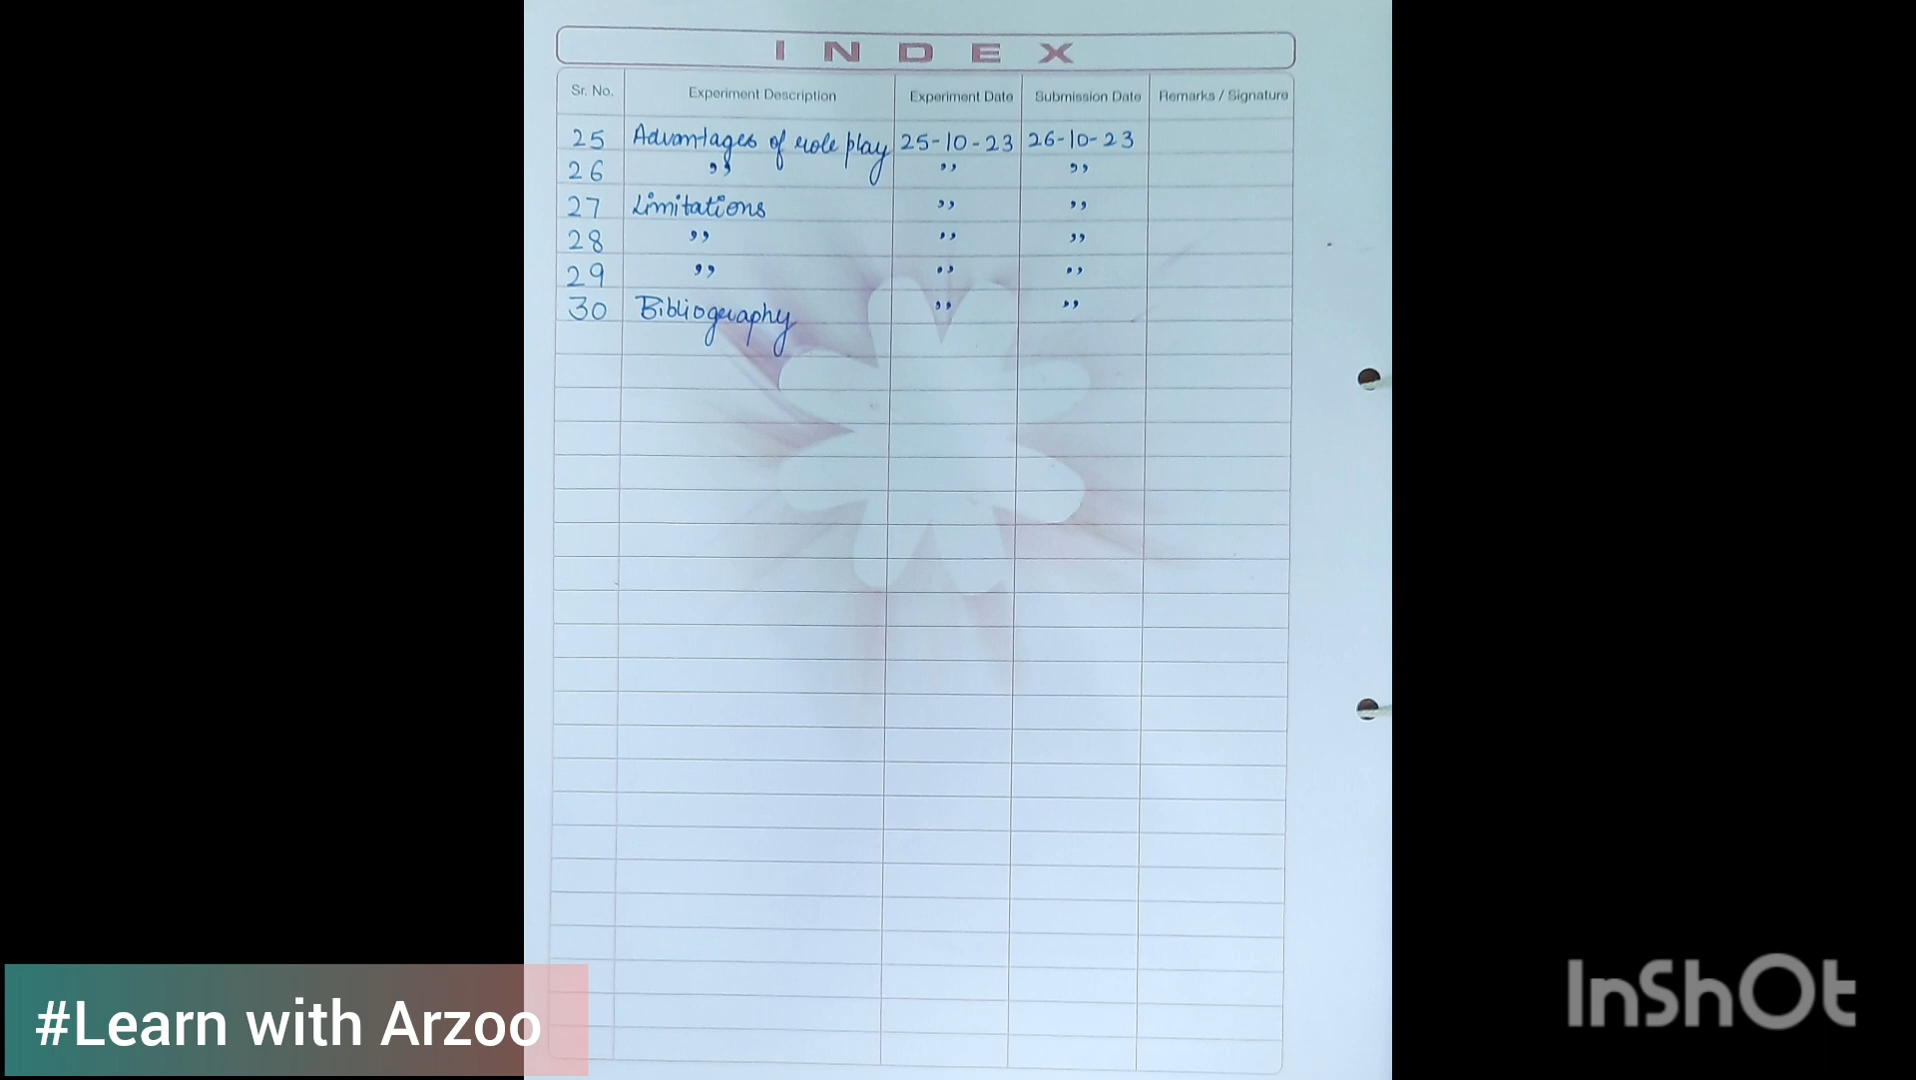 INDEX
Sr. No. Experiment Description Experiment Date Submission Date Remarks / Signature
25 Advantages of role play 25-10-23 26-10-23
26 ,, ,, ,,
27 Limitations ,, ,,
28 ,, ,, ,,
29 ,, ,, ,,
30 Bibliography ,, ,,
#Learn with Arzoo
InShOt